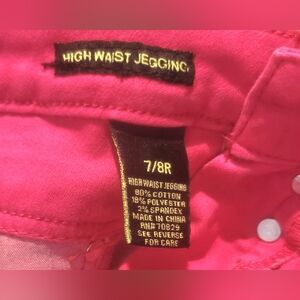 HIGH WAIST JEGGING
7/8R
HIGH WAIST JEGGING
80% COTTON
18% POLYESTER
2% SPANDEX
MADE IN CHINA
RN# 70829
SEE REVERSE
FOR CARE